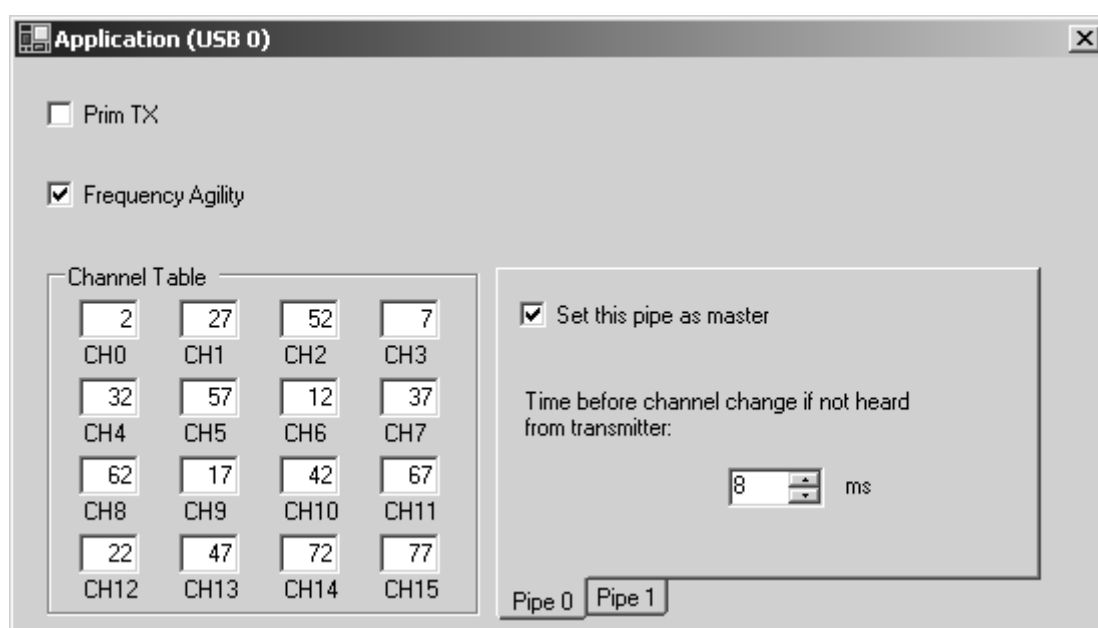 Application (USB 0)
Prim TX
Frequency Agility
Channel Table
2 27 52 7
CH0 CH1 CH2 CH3
32 57 12 37
CH4 CH5 CH6 CH7
62 17 42 67
CH8 CH9 CH10 CH11
22 47 72 77
CH12 CH13 CH14 CH15
Set this pipe as master
Time before channel change if not heard
from transmitter:
8 ms
Pipe 0 Pipe 1